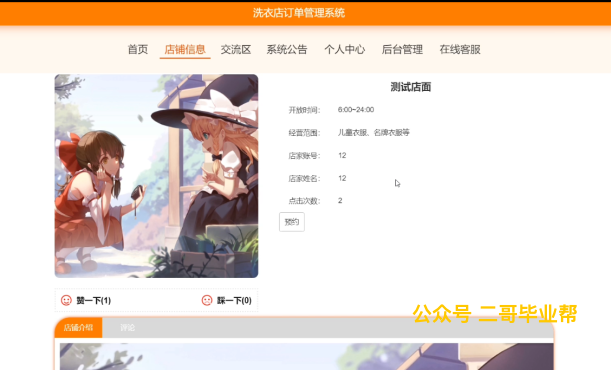 洗衣店订单管理系统
首页 店铺信息 交流区 系统公告 个人中心 后台管理 在线客服
测试店面
开放时间： 6:00~24:00
经营范围： 儿童衣服、名牌衣服等
店家账号： 12
店家姓名： 12
点击次数： 2
预约
赞一下(1) 踩一下(0)
公众号 二哥毕业帮
店铺介绍 评论